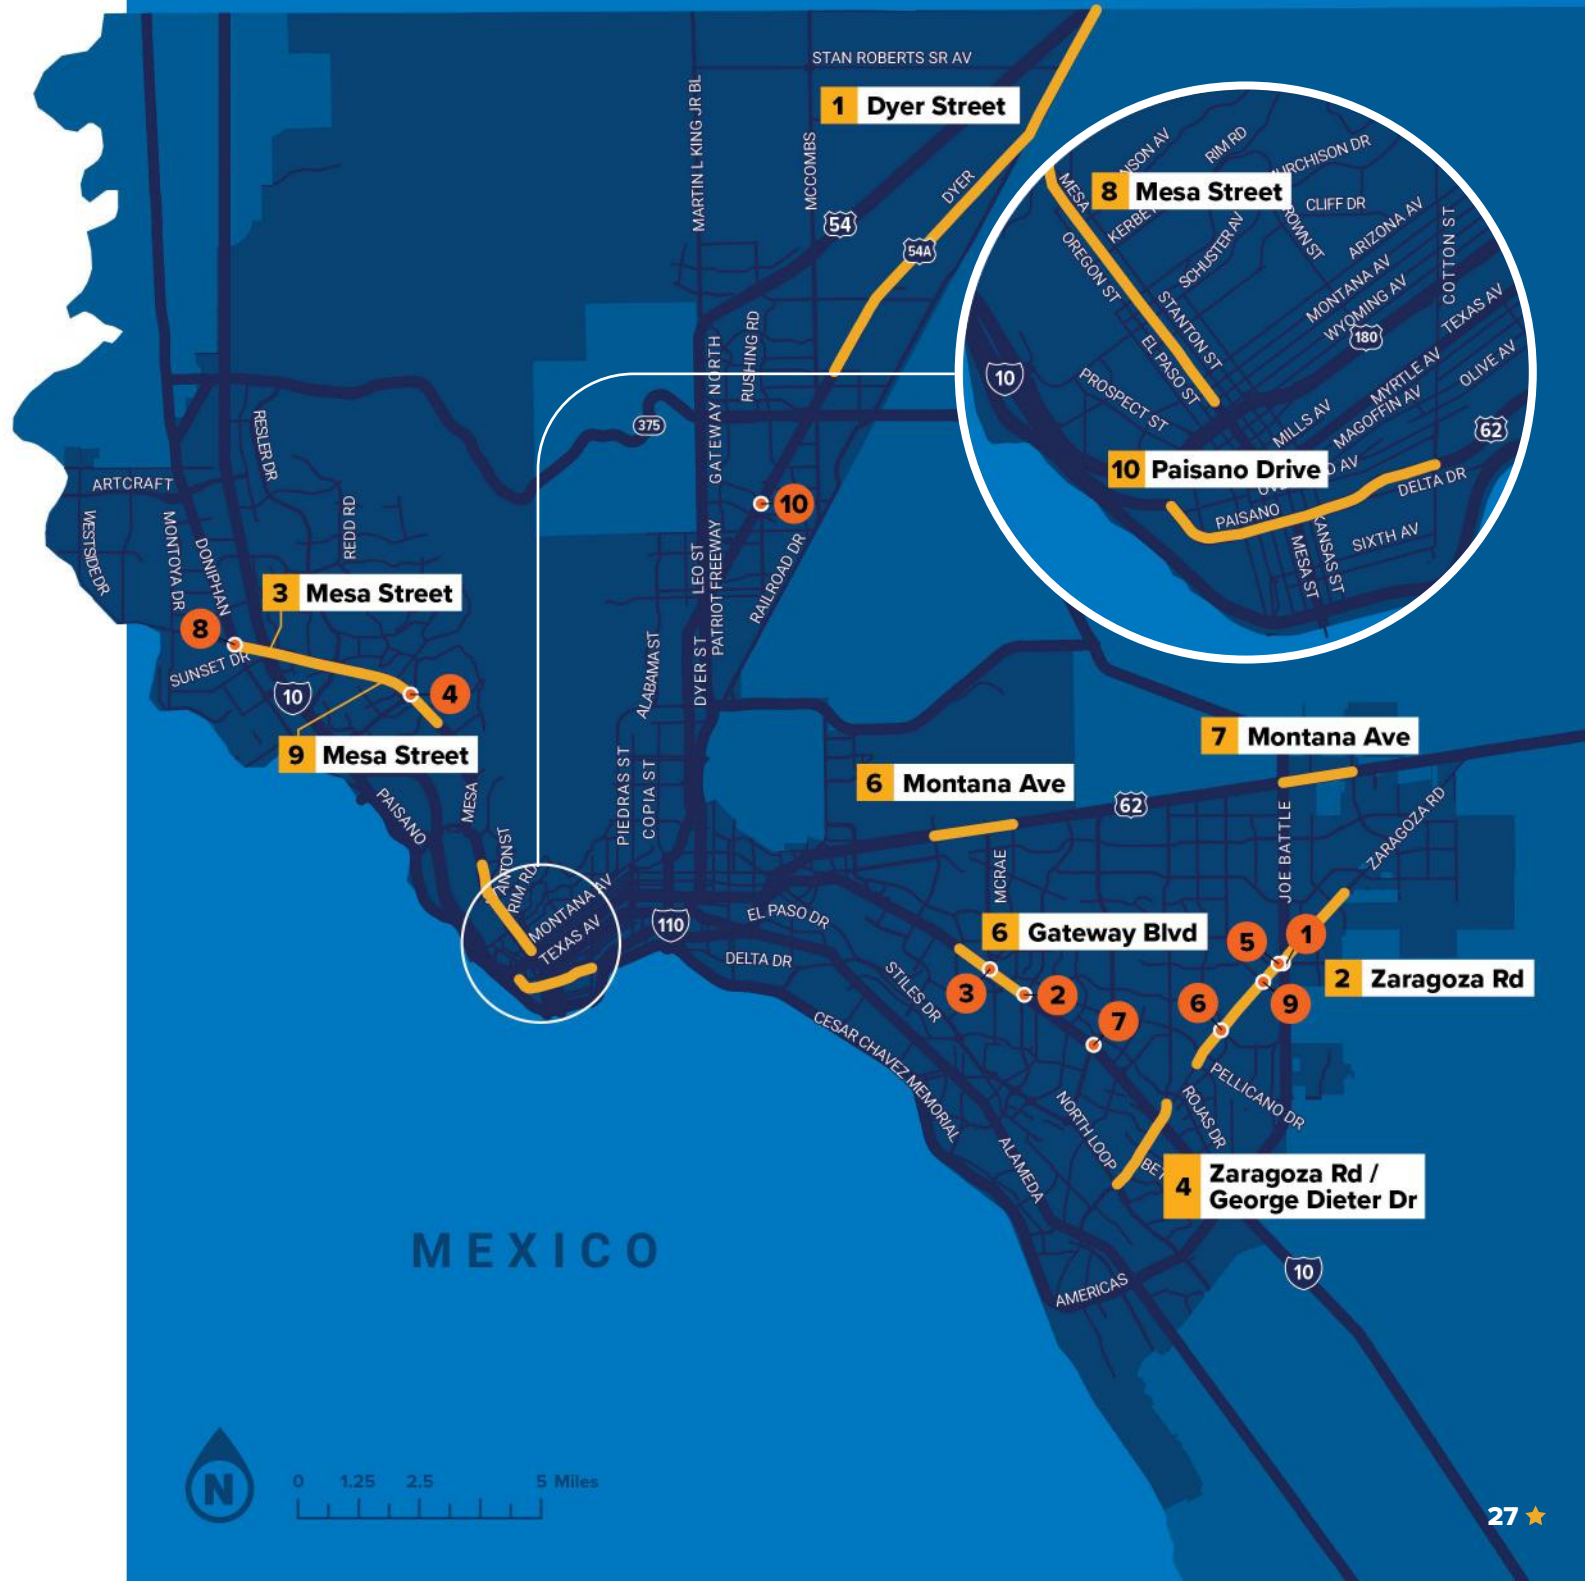 STAN ROBERTS SR AV
1 Dyer Street
MARTIN L KING JR BL
MCCOMBS
DYER
54
54A
MESA
RIM RD
8 Mesa Street
CLIFF DR
OREGON ST
SCHUSTER AV
ARIZONA AV
COTTON ST
MONTANA AV
WYOMING AV
STANTON ST
180
TEXAS AV
EL PASO ST
10
PROSPECT ST
MYRTLE AV
OLIVE AV
MILLS AV
MAGOFFIN AV
62
10 Paisano Drive
AV
DELTA DR
PAISANO
SIXTH AV
MESA ST
KANSAS ST
GATEWAY NORTH
RUSHING RD
375
RESLER DR
ARTCRAFT
WESTSIDE DR
MONTOYA DR
DONIPHAN
REDD RD
10
LEO ST
PATRIOT FREEWAY
RAILROAD DR
3 Mesa Street
8
SUNSET DR
10
4
9 Mesa Street
ALABAMA ST
DYER ST
7 Montana Ave
6 Montana Ave
62
PIEDRAS ST
COPIA ST
PAISANO
MESA
ANTON ST
RIM RD
MONTANA AV
TEXAS AV
110
EL PASO DR
DELTA DR
MCRAE
JOE BATTLE
ZARAGOZA RD
6 Gateway Blvd
STILES DR
3
2
7
5
1
2 Zaragoza Rd
6
9
CESAR CHAVEZ MEMORIAL
PELLICANO DR
ROJAS DR
NORTH LOOP
ALAMEDA
4 Zaragoza Rd /
George Dieter Dr
AMERICAS
10
MEXICO
N
0 1.25 2.5 5 Miles
27